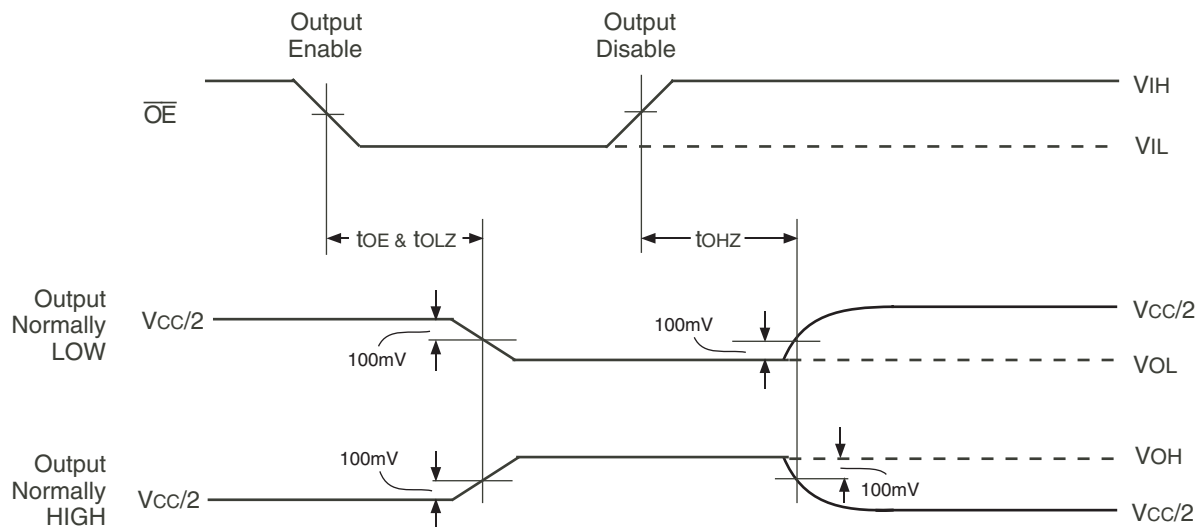 Output
Enable
Output
Disable
OE
VIH
VIL
tOE & tOLZ
tOHZ
Output
Normally
LOW
VCC/2
100mV
100mV
VCC/2
VOL
Output
Normally
HIGH
VCC/2
100mV
100mV
VOH
VCC/2